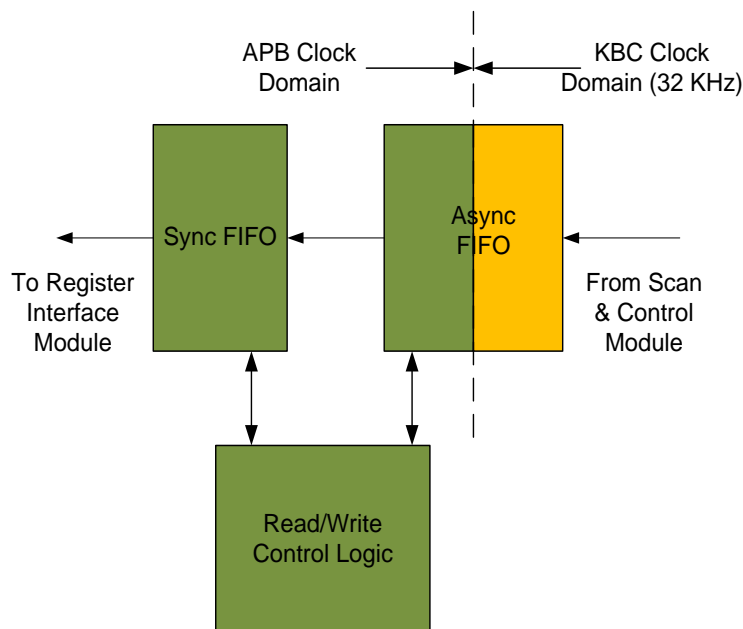 APB Clock
Domain
KBC Clock
Domain (32 KHz)
Sync FIFO
Async
FIFO
To Register
Interface
Module
From Scan
& Control
Module
Read/Write
Control Logic